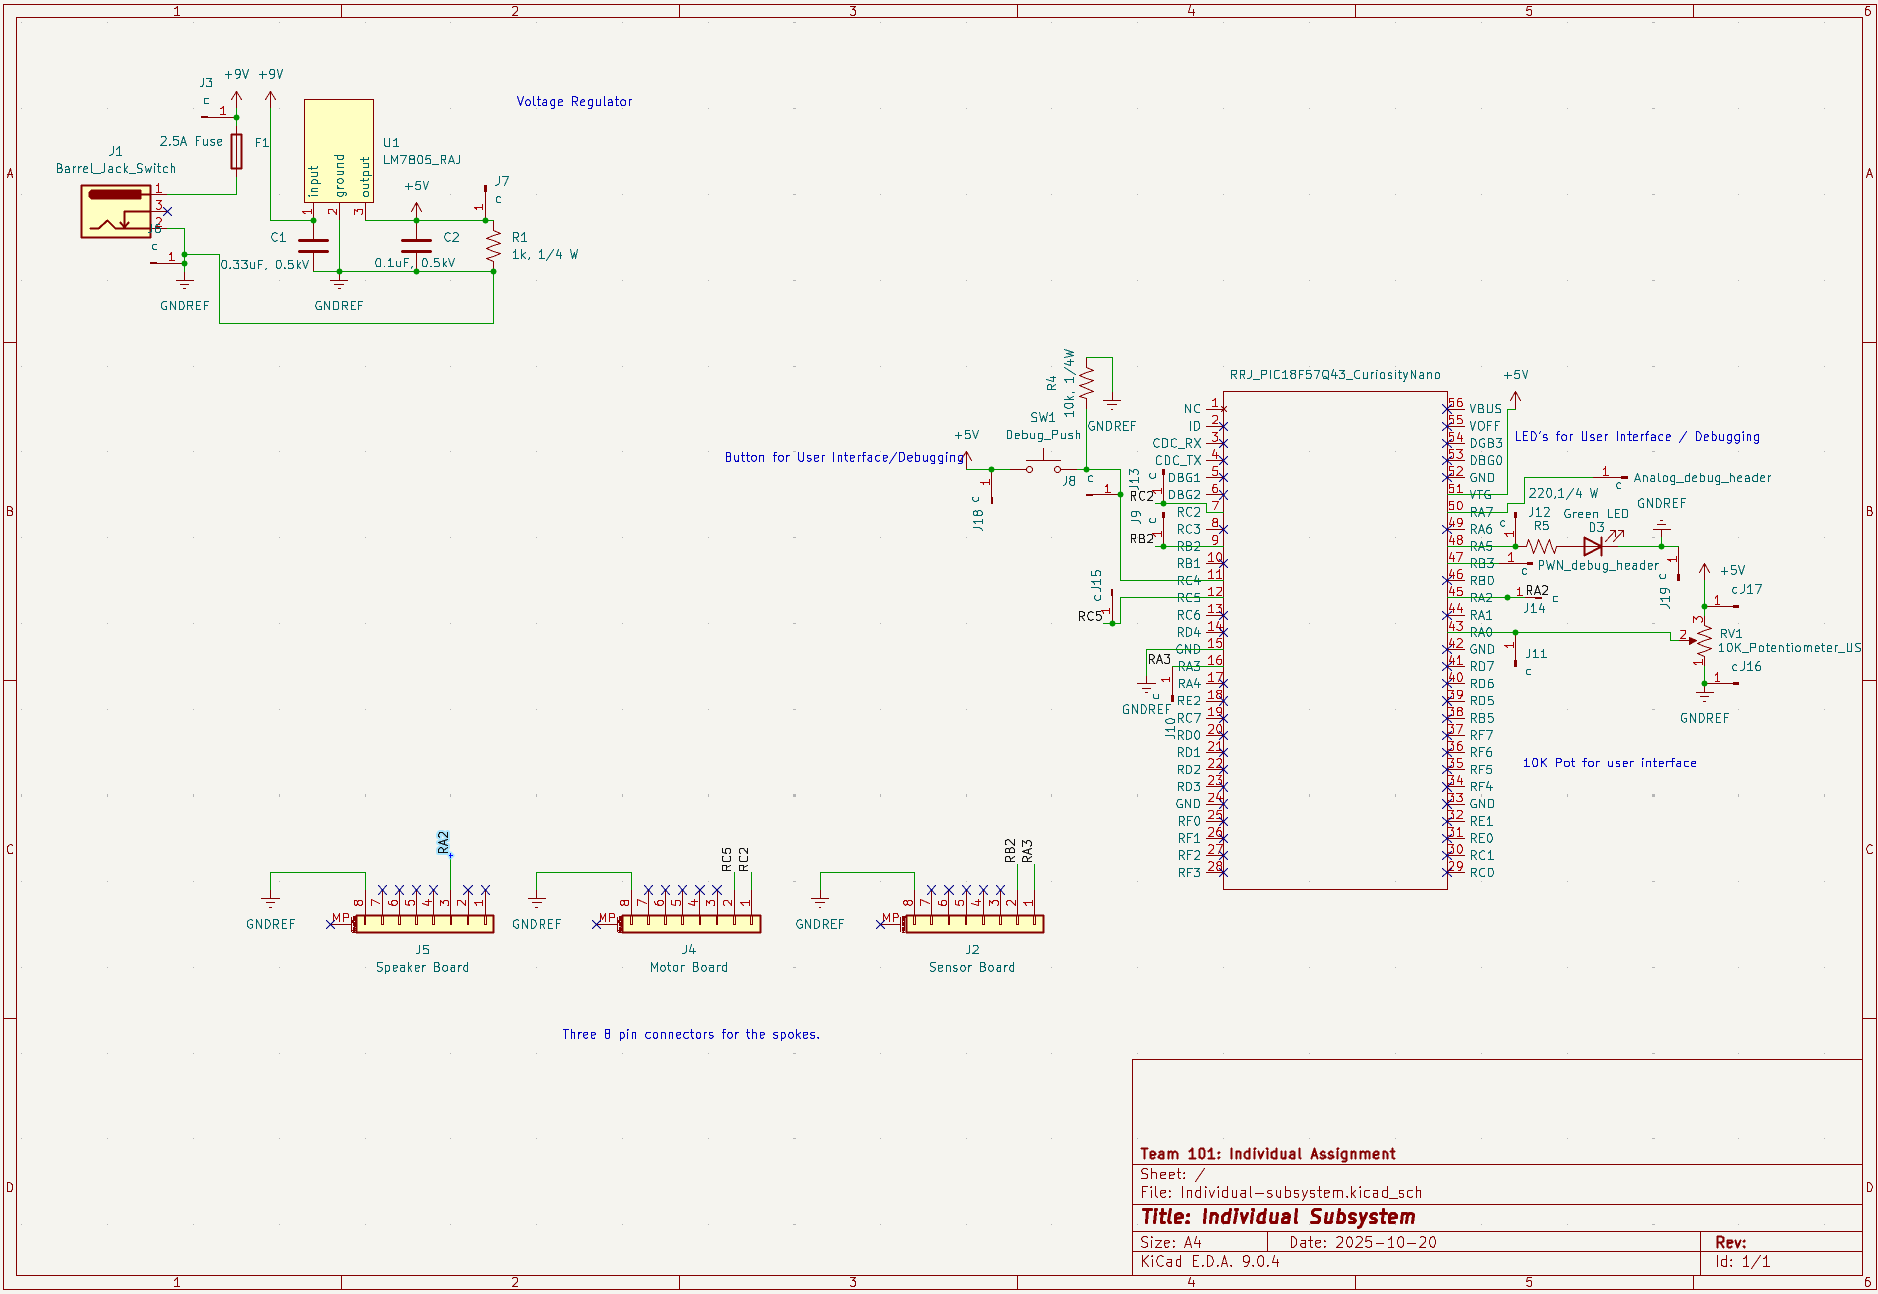 1 2 3 4 5 6
A
B
C
D
A
B
C
D
1 2 3 4 5 6
+9V +9V
J3
c
1
2.5A Fuse
F1
J1
Barrel_Jack_Switch
1
3
2
c
1
GNDREF
Voltage Regulator
U1
LM7805_RAJ
input
ground
output
1
2
3
+5V
J7
c
1
C1
0.33uF, 0.5kV
C2
0.1uF, 0.5kV
R1
1k, 1/4 W
GNDREF
R4
10k, 1/4W
GNDREF
SW1
Debug_Push
+5V
Button for User Interface/Debugging
1
J18 c
J8
c
1
J13
c
1
RC2
J9
c
1
RB2
J15
c
1
RC5
RA3
1
c
J10
GNDREF
RRJ_PIC18F57Q43_CuriosityNano
NC 1
ID 2
CDC_RX 3
CDC_TX 4
DBG1 5
DBG2 6
RC2 7
RC3 8
RB2 9
RB1 10
RC4 11
RC5 12
RC6 13
RD4 14
GND 15
RA3 16
RA4 17
RE2 18
RC7 19
RD0 20
RD1 21
RD2 22
RD3 23
GND 24
RF0 25
RF1 26
RF2 27
RF3 28
56 VBUS
55 VOFF
54 DGB3
53 DBG0
52 GND
51 VTG
50 RA7
49 RA6
48 RA5
47 RB3
46 RB0
45 RA2
44 RA1
43 RA0
42 GND
41 RD7
40 RD6
39 RD5
38 RB5
37 RF7
36 RF6
35 RF5
34 RF4
33 GND
32 RE1
31 RE0
30 RC1
29 RC0
+5V
LED's for User Interface / Debugging
1
c
Analog_debug_header
220,1/4 W
GNDREF
J12
c
1
R5
Green LED
D3
1
c
PWN_debug_header
1
J19 c
1
RA2
c
J14
+5V
cJ17
1
3
2
1
RV1
10K_Potentiometer_US
cJ16
1
GNDREF
1
J11
c
10K Pot for user interface
RA2
GNDREF
MP
8 7 6 5 4 3 2 1
J5
Speaker Board
RC5
RC2
GNDREF
MP
8 7 6 5 4 3 2 1
J4
Motor Board
RB2
RA3
GNDREF
MP
8 7 6 5 4 3 2 1
J2
Sensor Board
Three 8 pin connectors for the spokes.
Team 101: Individual Assignment
Sheet: /
File: Individual-subsystem.kicad_sch
Title: Individual Subsystem
Size: A4 Date: 2025-10-20 Rev:
KiCad E.D.A. 9.0.4 Id: 1/1